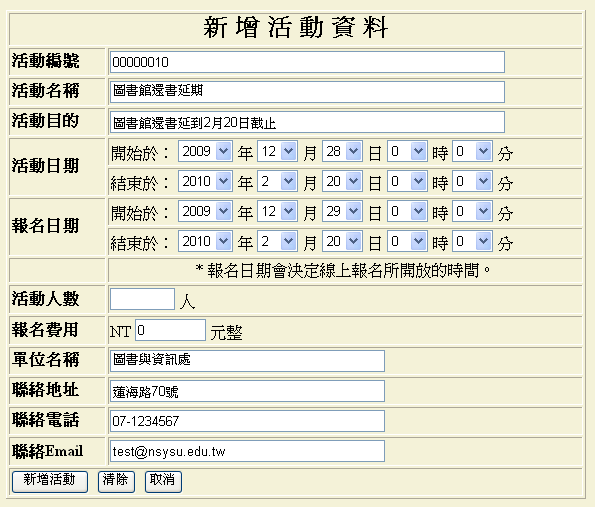 新增活動資料
活動編號 00000010
活動名稱 圖書館還書延期
活動目的 圖書館還書延到2月20日截止
活動日期 開始於： 2009 年 12 月 28 日 0 時 0 分
結束於： 2010 年 2 月 20 日 0 時 0 分
報名日期 開始於： 2009 年 12 月 29 日 0 時 0 分
結束於： 2010 年 2 月 20 日 0 時 0 分
* 報名日期會決定線上報名所開放的時間。
活動人數 人
報名費用 NT 0 元整
單位名稱 圖書與資訊處
聯絡地址 蓮海路70號
聯絡電話 07-1234567
聯絡Email test@nsysu.edu.tw
新增活動 清除 取消